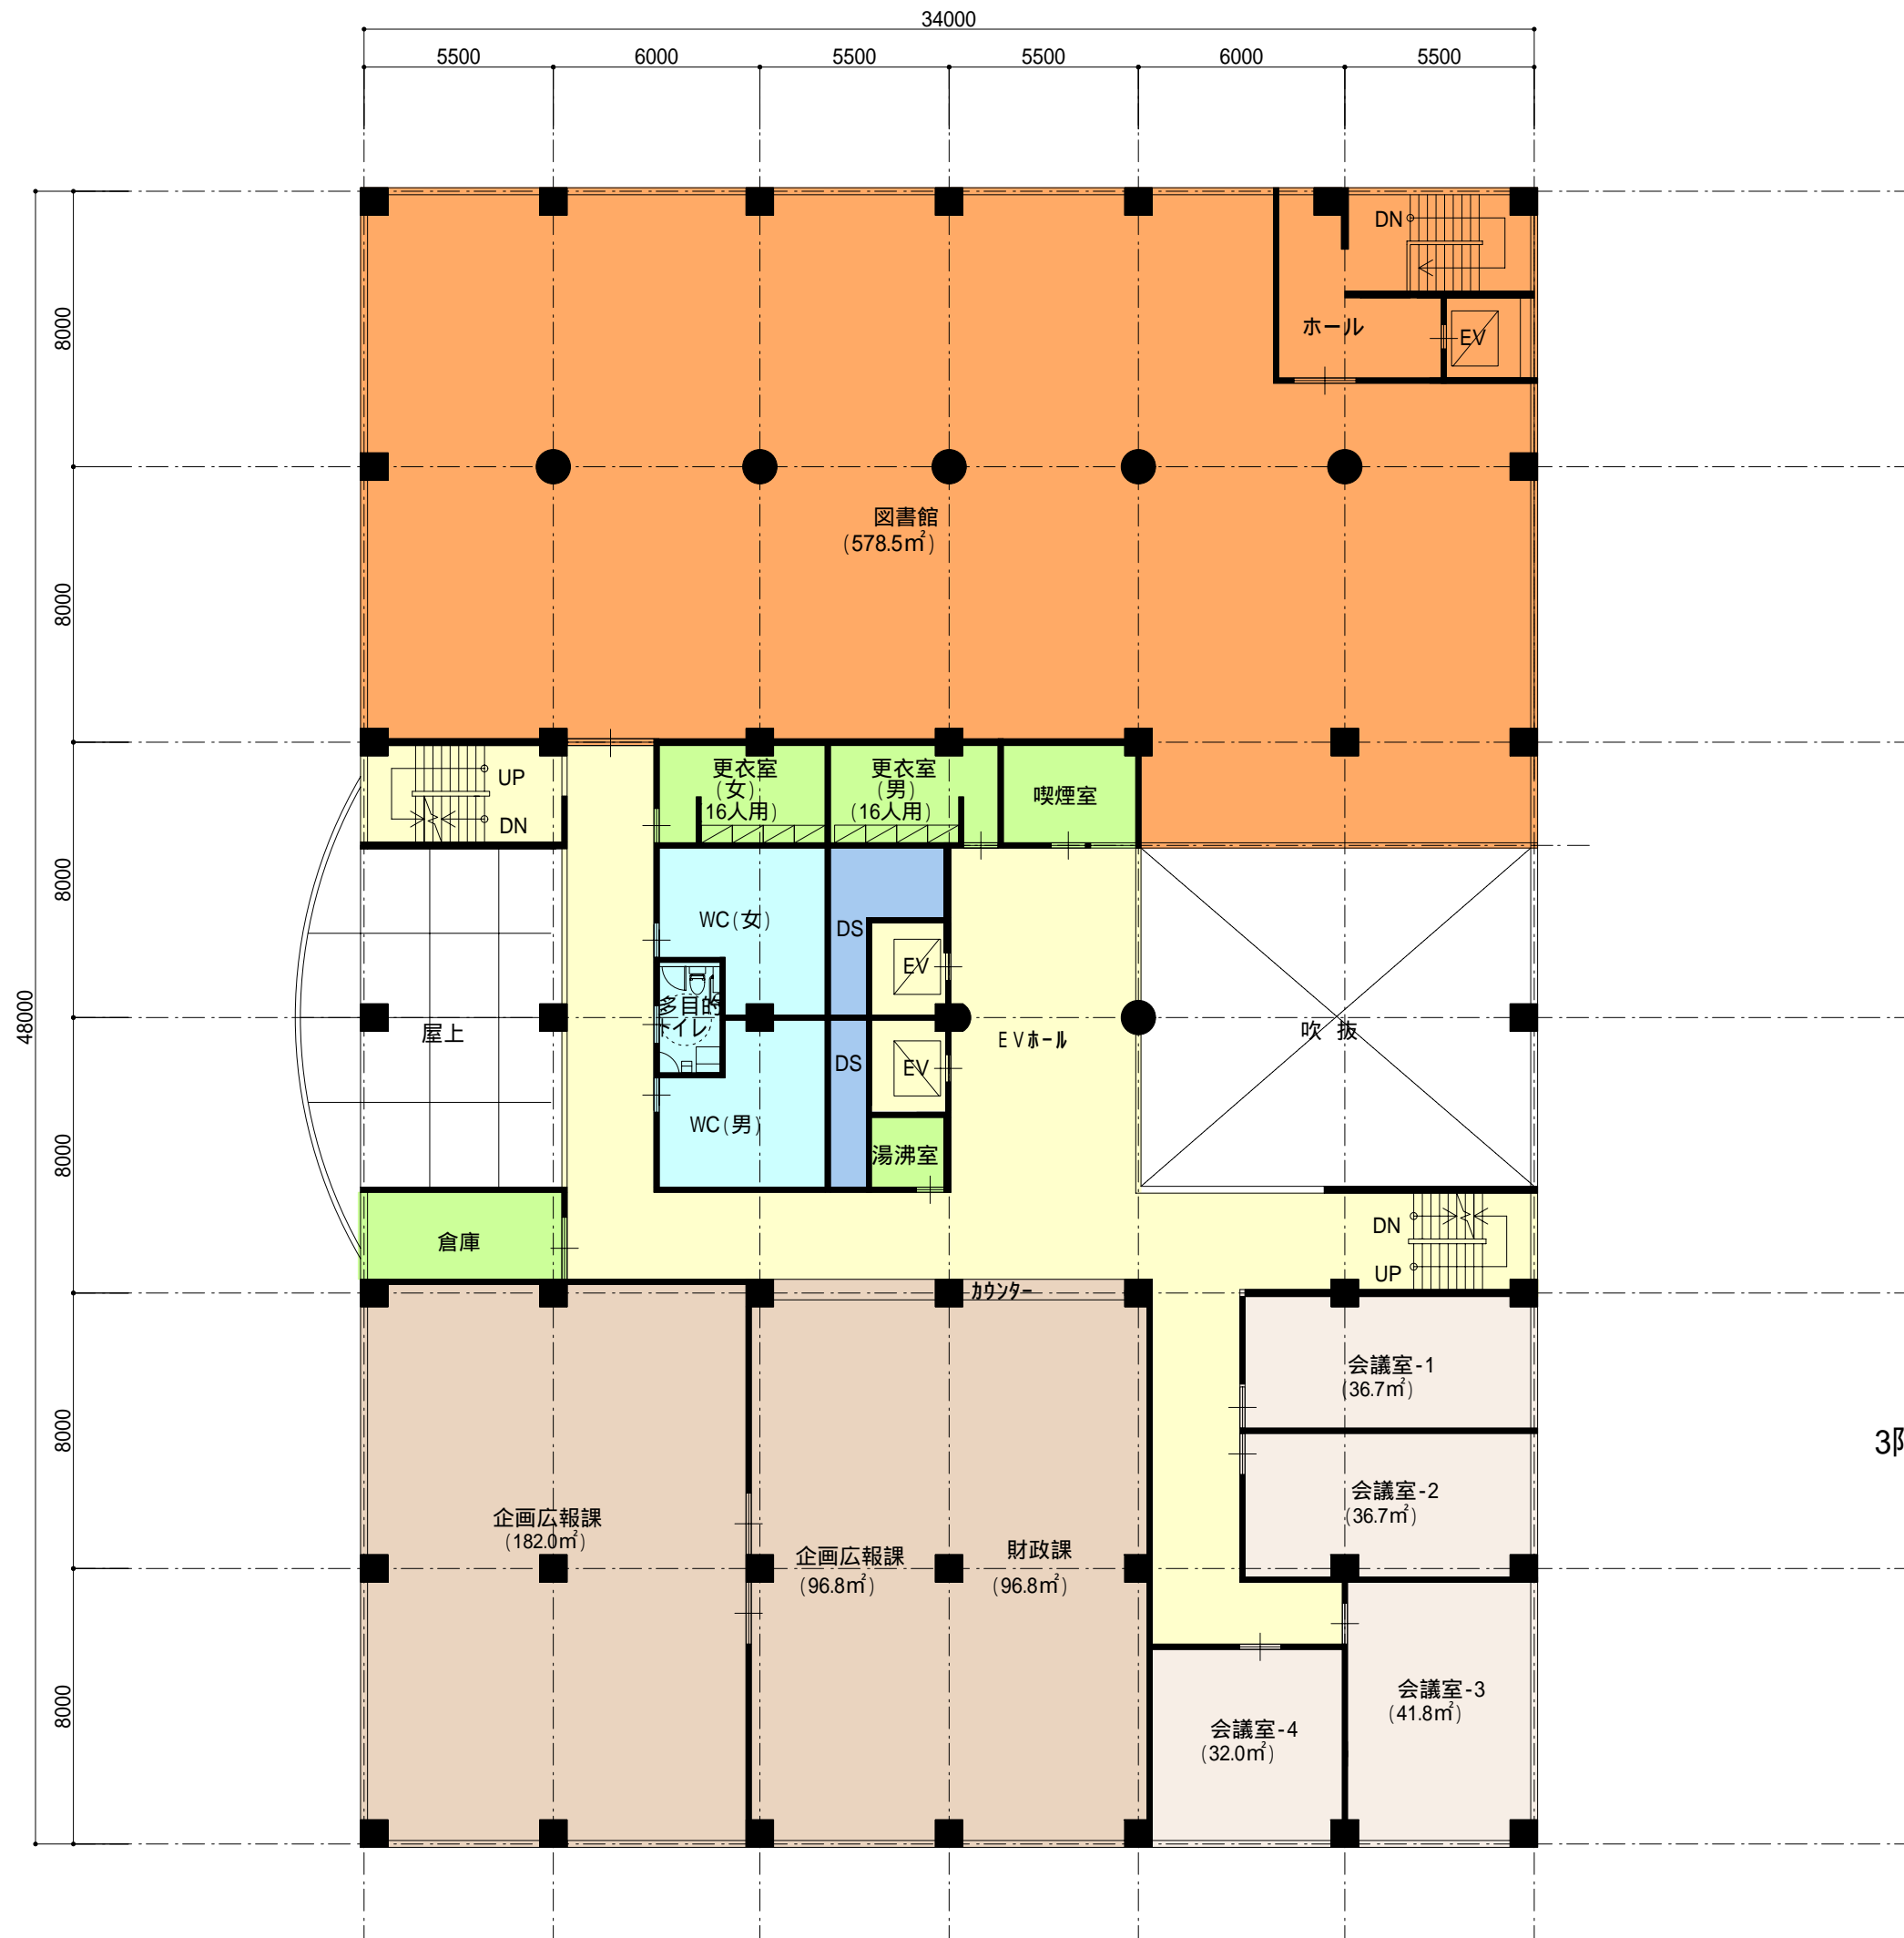 34000
5500
6000
5500
5500
6000
5500
48000
8000
8000
8000
8000
8000
8000
DN
ホール
EV
図書館
(578.5㎡)
UP
DN
更衣室
(女)
(16人用)
更衣室
(男)
(16人用)
喫煙室
WC(女)
DS
EV
多目的
トイレ
屋上
EVホール
吹 抜
DS
EV
WC(男)
湯沸室
倉庫
DN
UP
カウンター
会議室-1
(36.7㎡)
会議室-2
(36.7㎡)
企画広報課
(182.0㎡)
企画広報課
(96.8㎡)
財政課
(96.8㎡)
会議室-3
(41.8㎡)
会議室-4
(32.0㎡)
3